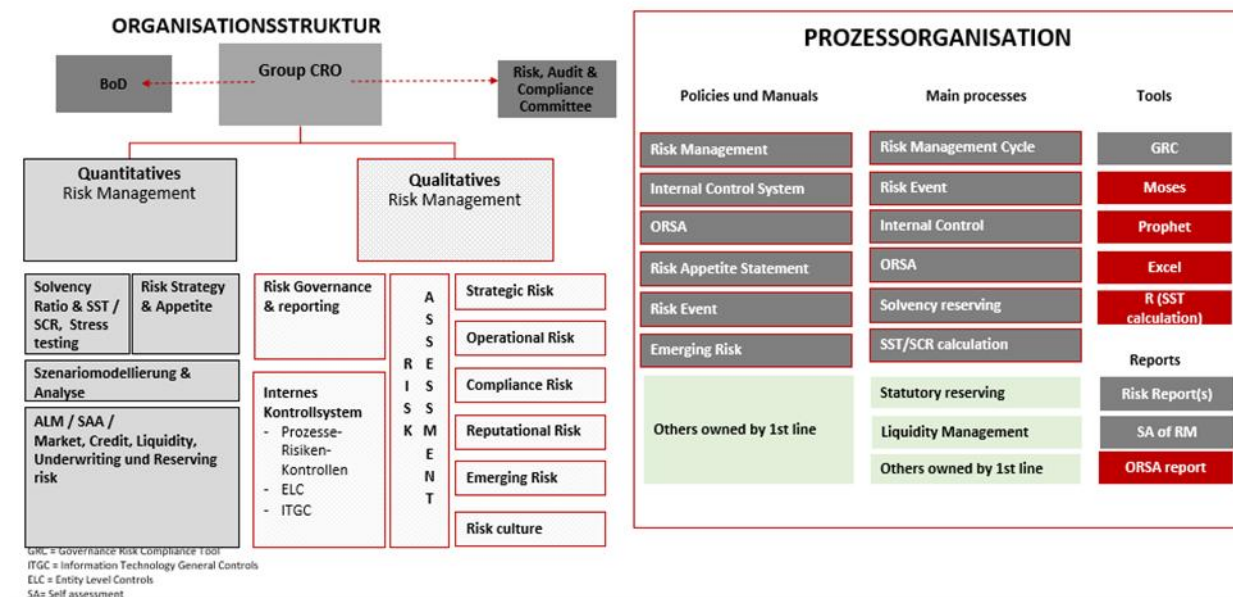 ORGANISATIONSSTRUKTUR
BoD
Group CRO
Risk, Audit &
Compliance
Committee
Quantitatives
Risk Management
Qualitatives
Risk Management
Solvency
Ratio & SST /
SCR, Stress
testing
Risk Strategy
& Appetite
Szenariomodellierung &
Analyse
ALM / SAA /
Market, Credit, Liquidity,
Underwriting und Reserving
risk
Risk Governance
& reporting
Internes
Kontrollsystem
- Prozesse-
Risiken-
Kontrollen
- ELC
- ITGC
RISK
ASSESSMENT
Strategic Risk
Operational Risk
Compliance Risk
Reputational Risk
Emerging Risk
Risk culture
GRC = Governance Risk Compliance Tool
ITGC = Information Technology General Controls
ELC = Entity Level Controls
SA= Self assessment
PROZESSORGANISATION
Policies und Manuals
Risk Management
Internal Control System
ORSA
Risk Appetite Statement
Risk Event
Emerging Risk
Others owned by 1st line
Main processes
Risk Management Cycle
Risk Event
Internal Control
ORSA
Solvency reserving
SST/SCR calculation
Statutory reserving
Liquidity Management
Others owned by 1st line
Tools
GRC
Moses
Prophet
Excel
R (SST
calculation)
Reports
Risk Report(s)
SA of RM
ORSA report